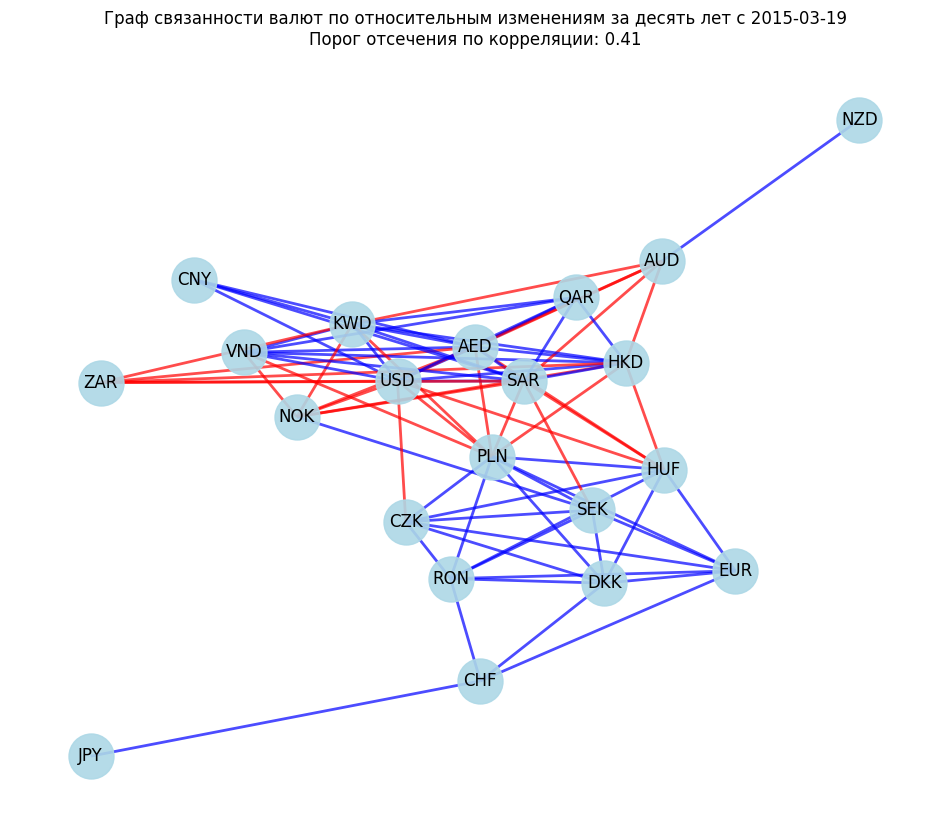 Граф связанности валют по относительным изменениям за десять лет с 2015-03-19
Порог отсечения по корреляции: 0.41
NZD
AUD
CNY
QAR
KWD
AED
VND
HKD
ZAR
USD
SAR
NOK
PLN
HUF
SEK
CZK
EUR
RON
DKK
CHF
JPY